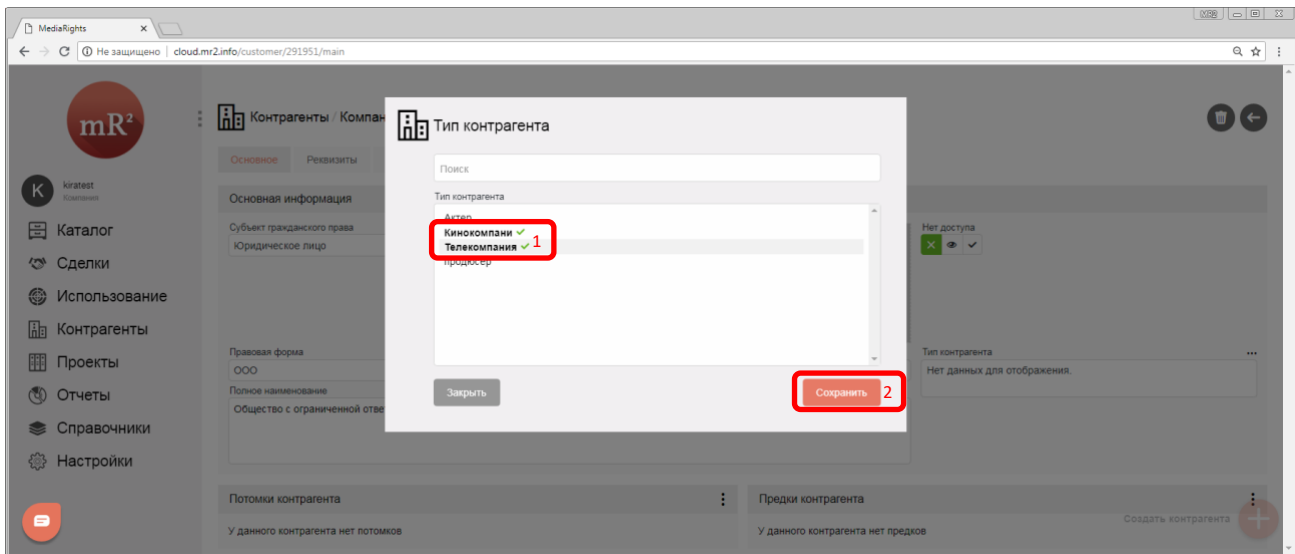 MR2
MediaRights
Не защищено | cloud.mr2.info/customer/291951/main
mR²
Контрагенты / Компан
Тип контрагента
Основное Реквизиты
Поиск
K
kiratest
Компания
Основная информация
Тип контрагента
Актер
Субъект гражданского права
Кинокомпани
1
Нет доступа
Каталог
Юридическое лицо
Телекомпания
продюсер
Сделки
Использование
Контрагенты
Правовая форма
Тип контрагента
...
Проекты
ООО
Нет данных для отображения.
Полное наименование
Закрыть
Сохранить
2
Отчеты
Общество с ограниченной отве
Справочники
Настройки
Потомки контрагента
Предки контрагента
Создать контрагента
У данного контрагента нет потомков
У данного контрагента нет предков